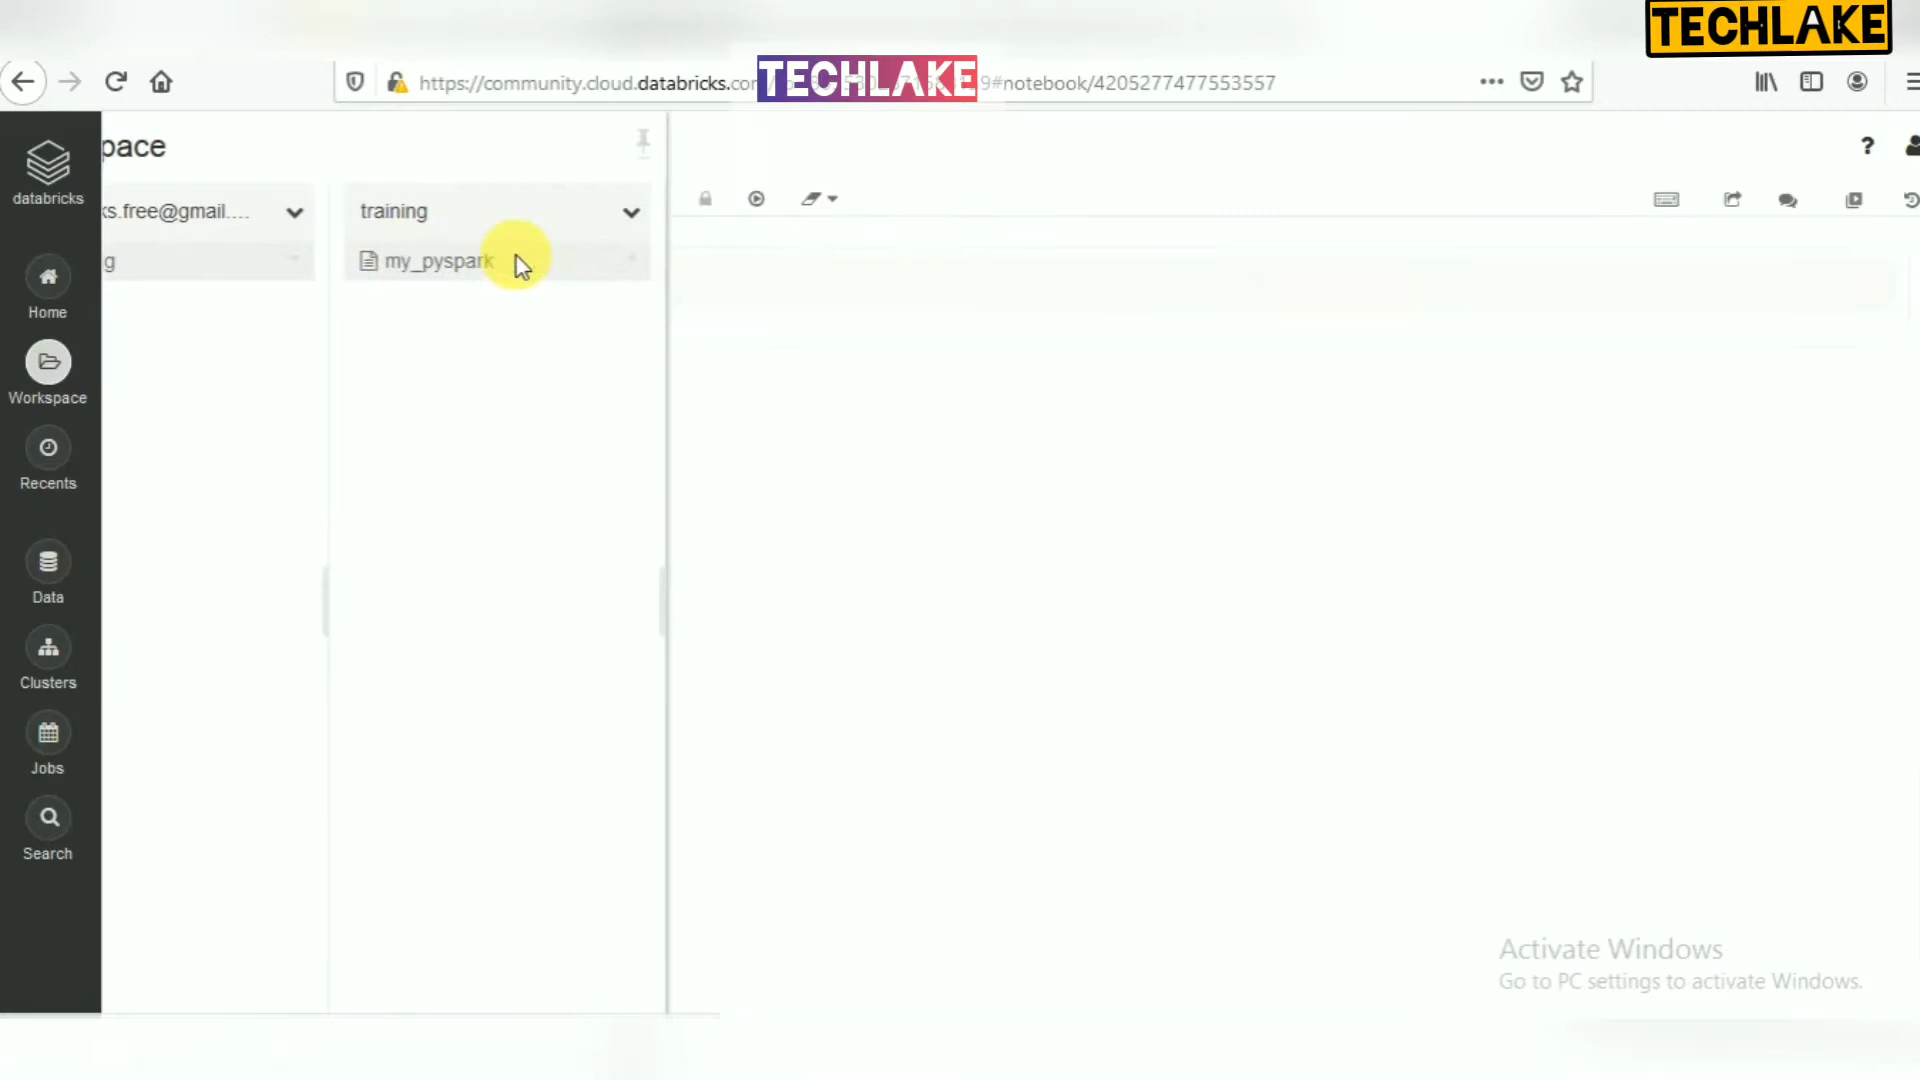 TECHLAKE
https://community.cloud.databricks.co
TECHLAKE
9#notebook/4205277477553557
pace
databricks
ks.free@gmail....
training
g
my_pyspark
Home
Workspace
Recents
Data
Clusters
Jobs
Search
Activate Windows
Go to PC settings to activate Windows.